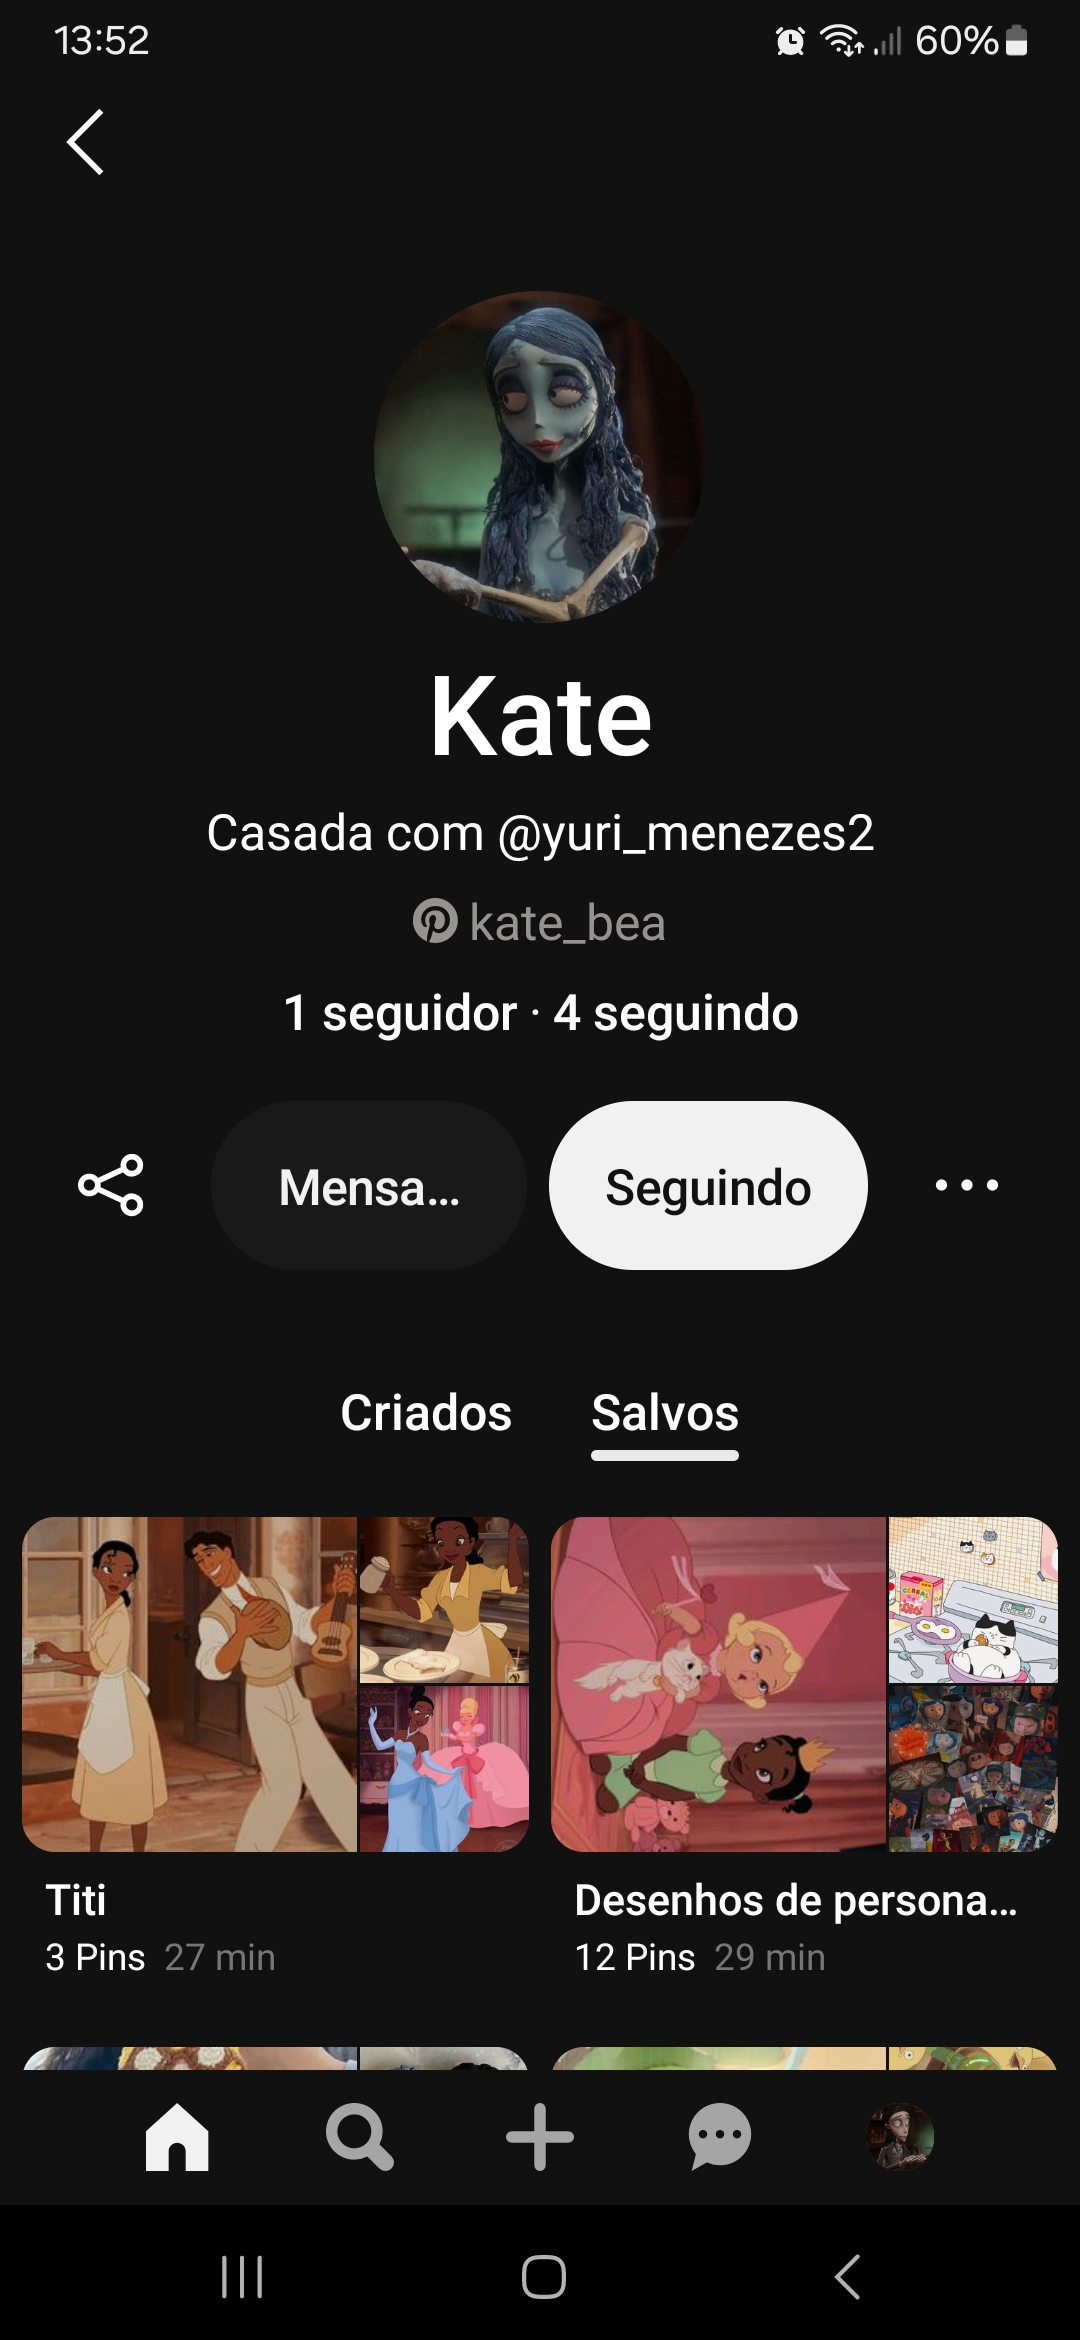 13:52
60%
Kate
Casada com @yuri_menezes2
kate_bea
1 seguidor · 4 seguindo
Mensa...
Seguindo
Criados
Salvos
Titi
3 Pins 27 min
Desenhos de persona...
12 Pins 29 min